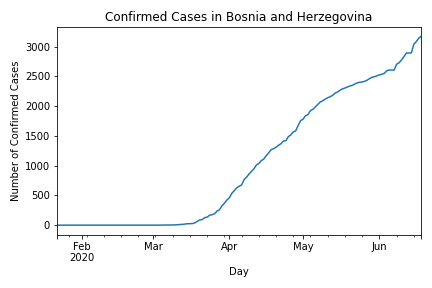 Confirmed Cases in Bosnia and Herzegovina
Number of Confirmed Cases
3000
2500
2000
1500
1000
500
0
Feb Mar Apr May Jun
2020
Day